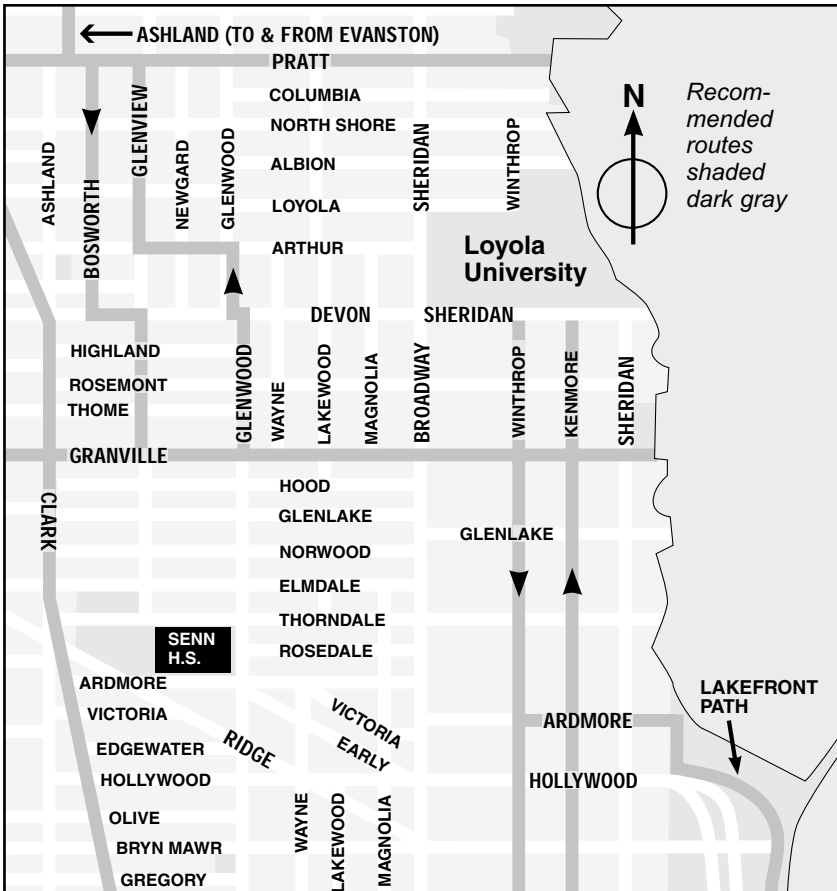 ASHLAND (TO & FROM EVANSTON)
PRATT
COLUMBIA
NORTH SHORE
ALBION
LOYOLA
ARTHUR
ASHLAND
BOSWORTH
GLENVIEW
NEWGARD
GLENWOOD
SHERIDAN
WINTHROP
N
Recom-
mended
routes
shaded
dark gray
Loyola
University
DEVON
SHERIDAN
HIGHLAND
ROSEMONT
THOME
GLENWOOD
WAYNE
LAKEWOOD
MAGNOLIA
BROADWAY
WINTHROP
KENMORE
SHERIDAN
GRANVILLE
CLARK
HOOD
GLENLAKE
GLENLAKE
NORWOOD
ELMDALE
THORNDALE
ROSEDALE
SENN
H.S.
ARDMORE
VICTORIA
EDGEWATER
HOLLYWOOD
OLIVE
BRYN MAWR
GREGORY
RIDGE
VICTORIA
EARLY
WAYNE
LAKEWOOD
MAGNOLIA
ARDMORE
HOLLYWOOD
LAKEFRONT
PATH